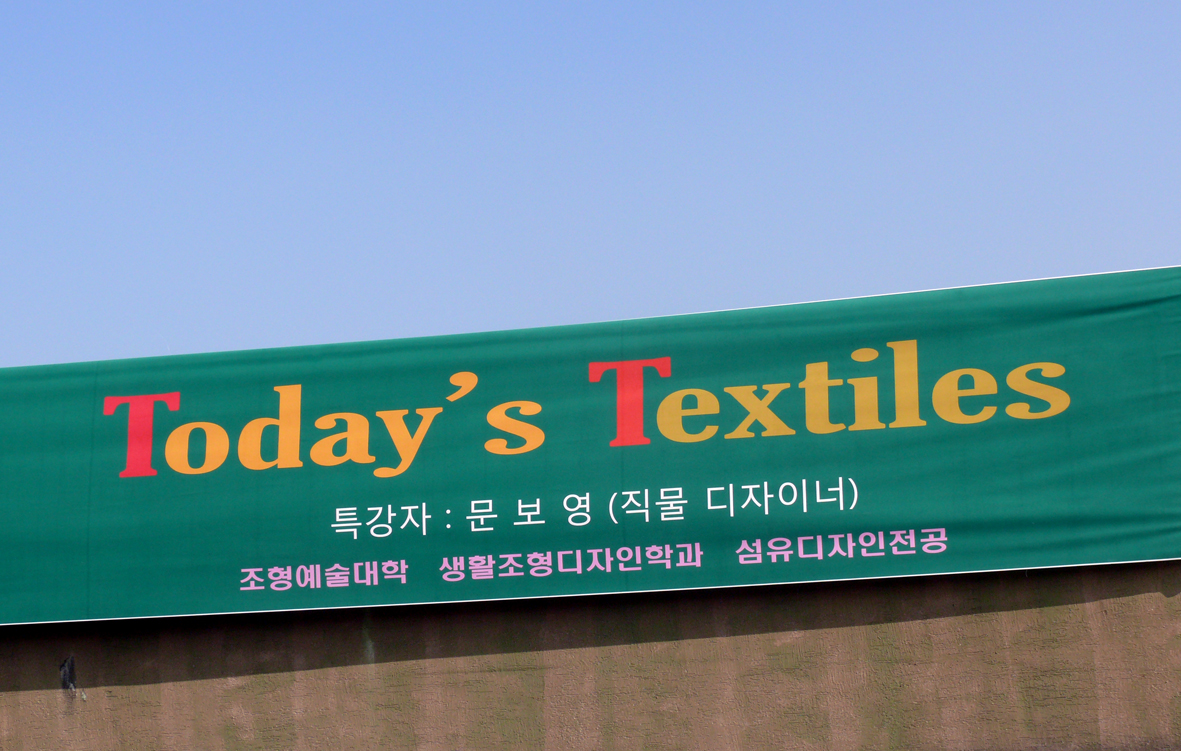 Today's Textiles
특강자 : 문 보 영 (직물 디자이너)
조형예술대학 생활조형디자인학과 섬유디자인전공